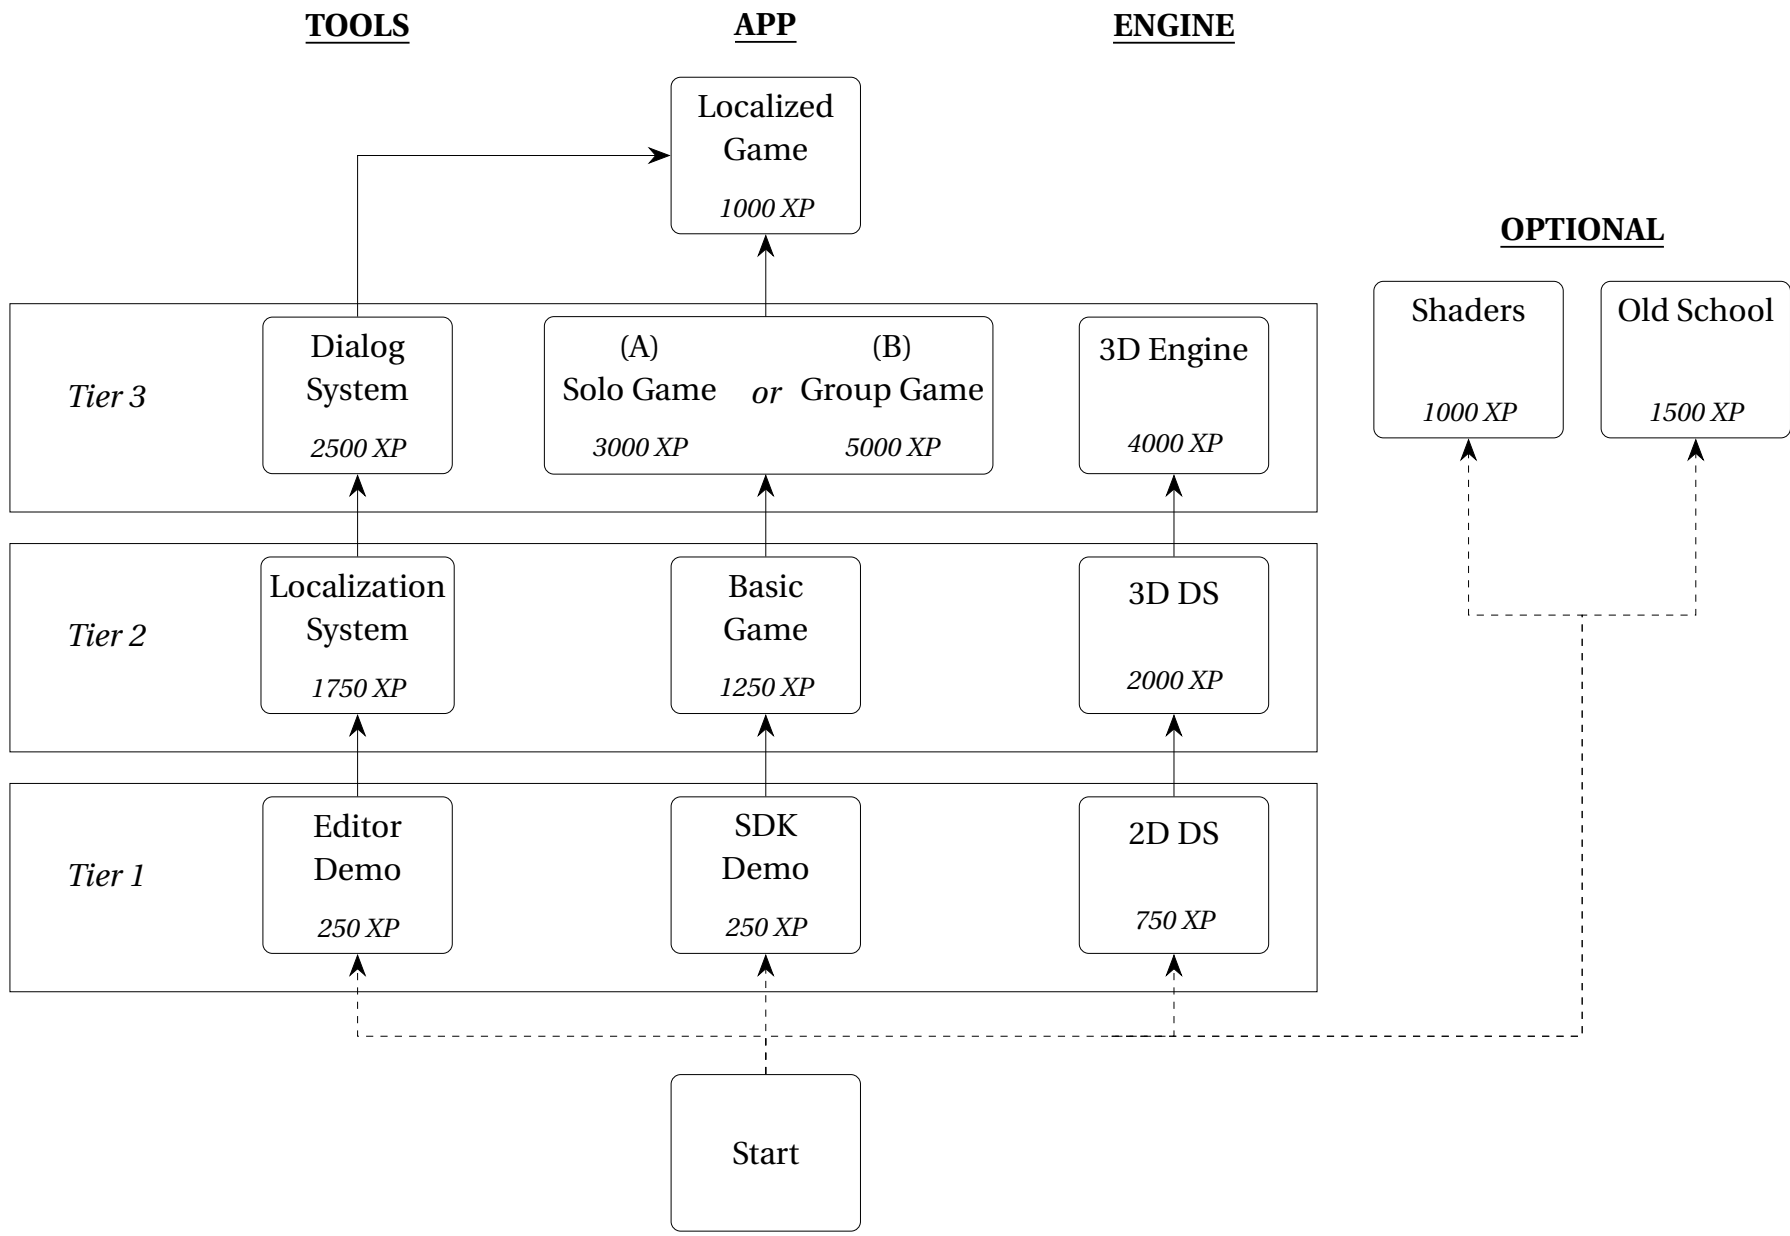 TOOLS
APP
ENGINE
Localized
Game
1000 XP
OPTIONAL
Shaders
1000 XP
Old School
1500 XP
Tier 3
Dialog
System
2500 XP
(A)
Solo Game
3000 XP
or
(B)
Group Game
5000 XP
3D Engine
4000 XP
Tier 2
Localization
System
1750 XP
Basic
Game
1250 XP
3D DS
2000 XP
Tier 1
Editor
Demo
250 XP
SDK
Demo
250 XP
2D DS
750 XP
Start